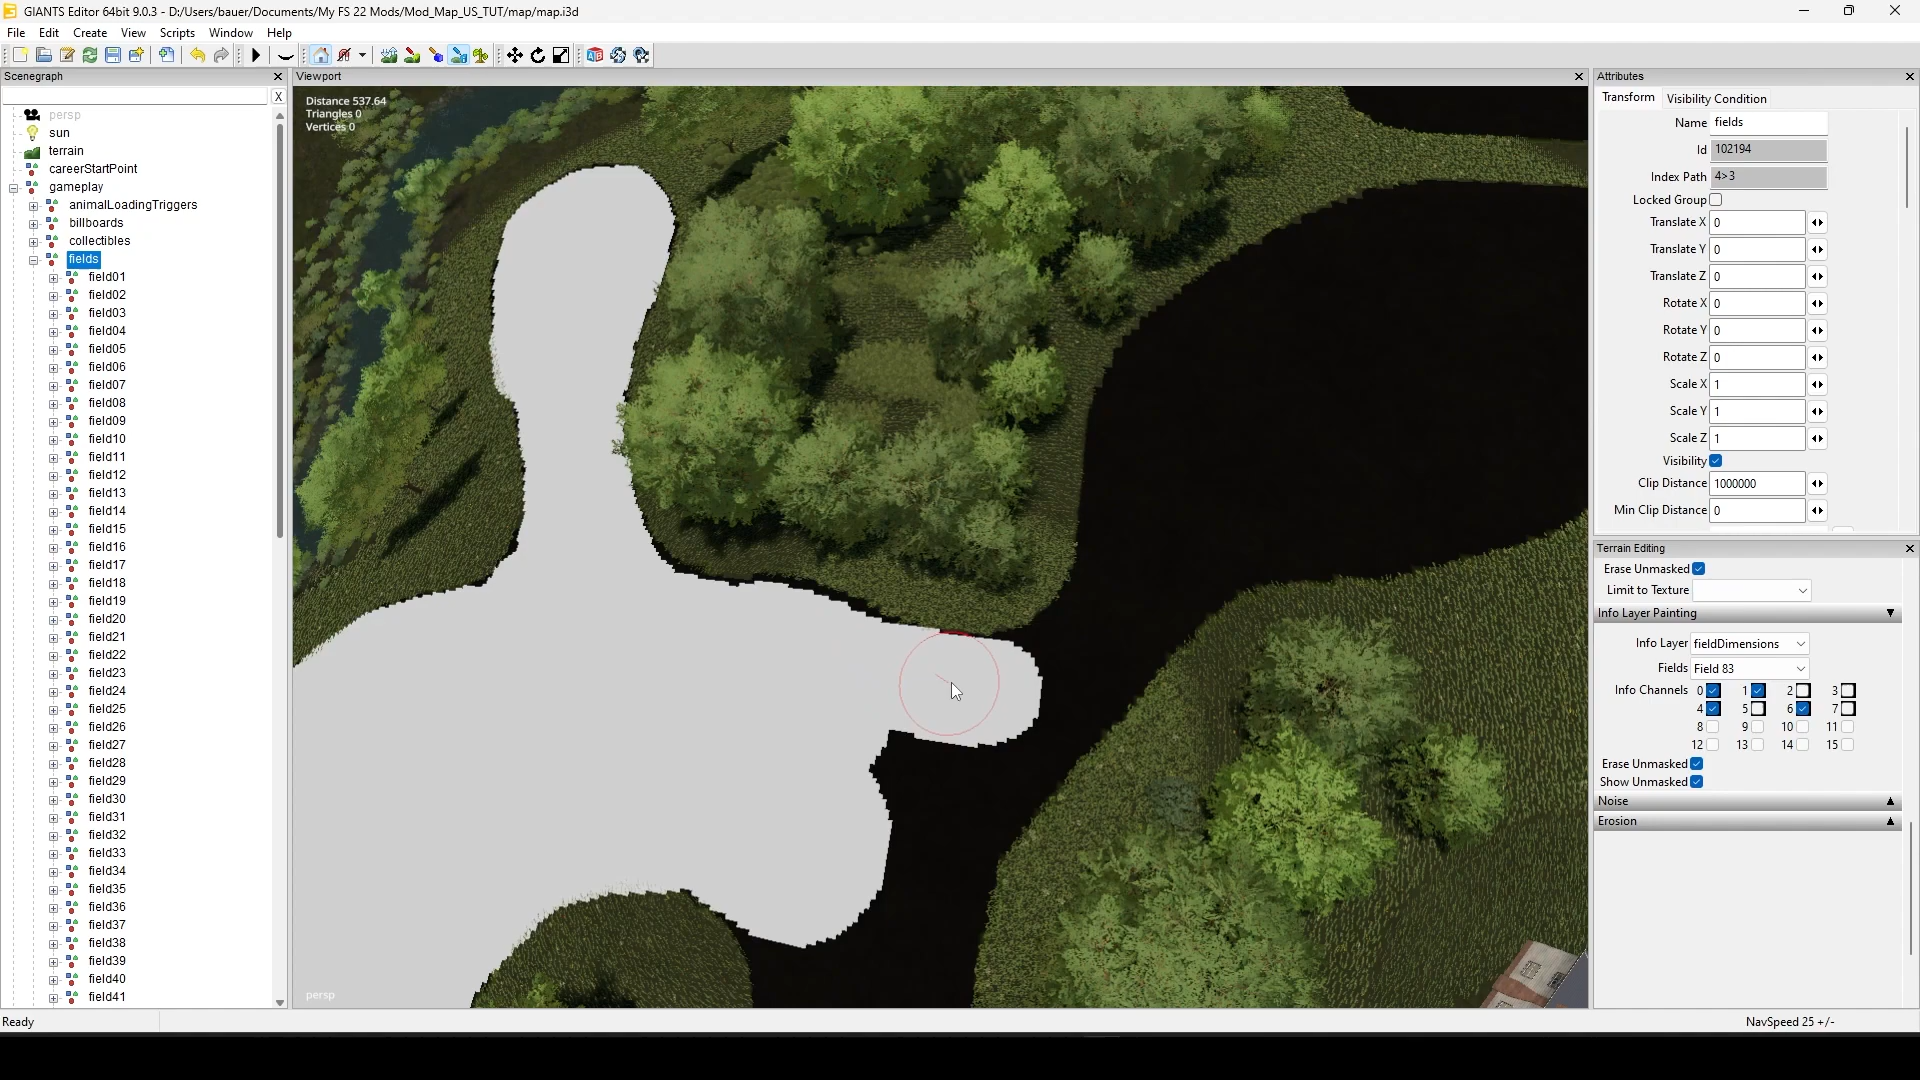 GIANTS Editor 64bit 9.0.3 - D:/Users/bauer/Documents/My FS 22 Mods/Mod_Map_US_TUT/map/map.i3d
File Edit Create View Scripts Window Help
Scenegraph
X
persp
sun
terrain
careerStartPoint
gameplay
animalLoadingTriggers
billboards
collectibles
fields
field01
field02
field03
field04
field05
field06
field07
field08
field09
field10
field11
field12
field13
field14
field15
field16
field17
field18
field19
field20
field21
field22
field23
field24
field25
field26
field27
field28
field29
field30
field31
field32
field33
field34
field35
field36
field37
field38
field39
field40
field41
Viewport
Distance 537.64
Triangles 0
Vertices 0
persp
Attributes
Transform Visibility Condition
Name fields
Id 102194
Index Path 4>3
Locked Group
Translate X 0
Translate Y 0
Translate Z 0
Rotate X 0
Rotate Y 0
Rotate Z 0
Scale X 1
Scale Y 1
Scale Z 1
Visibility
Clip Distance 1000000
Min Clip Distance 0
Terrain Editing
Erase Unmasked
Limit to Texture
Info Layer Painting
Info Layer fieldDimensions
Fields Field 83
Info Channels 0 1 2 3
4 5 6 7
8 9 10 11
12 13 14 15
Erase Unmasked
Show Unmasked
Noise
Erosion
Ready
NavSpeed 25 +/-